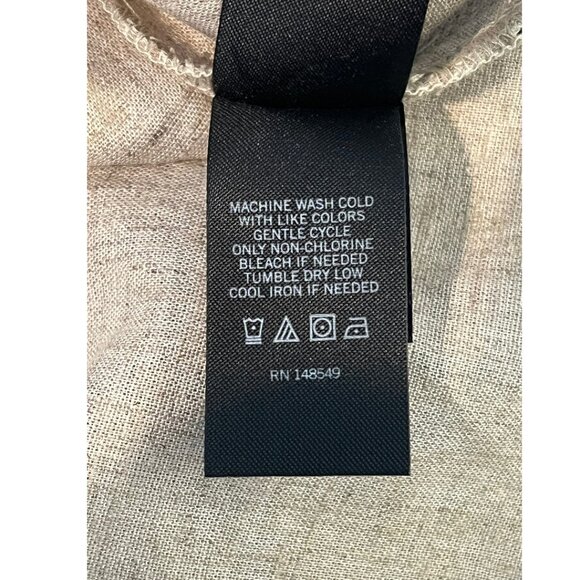 MACHINE WASH COLD
WITH LIKE COLORS
GENTLE CYCLE
ONLY NON-CHLORINE
BLEACH IF NEEDED
TUMBLE DRY LOW
COOL IRON IF NEEDED
RN 148549